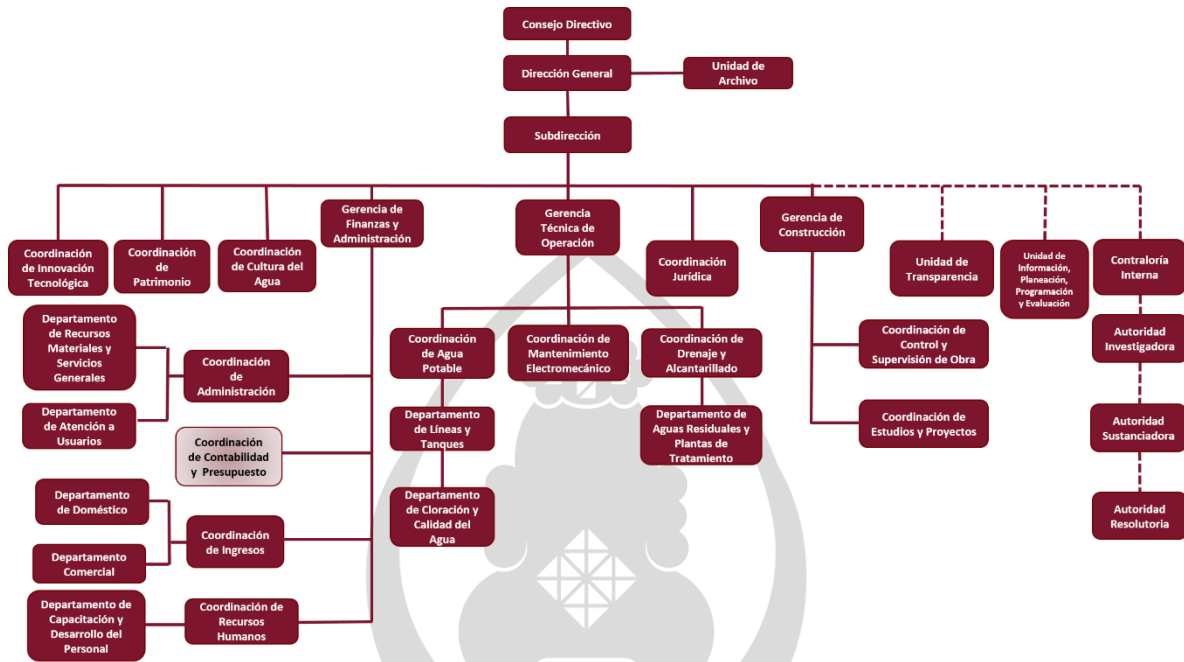 Consejo Directivo
Dirección General
Unidad de
Archivo
Subdirección
Coordinación
de Innovación
Tecnológica
Coordinación
de
Patrimonio
Coordinación
de Cultura del
Agua
Gerencia de
Finanzas y
Administración
Gerencia
Técnica de
Operación
Coordinación
Jurídica
Gerencia de
Construcción
Unidad de
Transparencia
Unidad de
Información,
Planeación,
Programación
y Evaluación
Contraloría
Interna
Departamento
de Recursos
Materiales y
Servicios
Generales
Departamento
de Atención a
Usuarios
Coordinación
de
Administración
Coordinación
de Contabilidad
y Presupuesto
Departamento
de Doméstico
Departamento
Comercial
Coordinación
de Ingresos
Departamento de
Capacitación y
Desarrollo del
Personal
Coordinación de
Recursos
Humanos
Coordinación
de Agua
Potable
Departamento
de Líneas y
Tanques
Departamento
de Cloración y
Calidad del
Agua
Coordinación de
Mantenimiento
Electromecánico
Coordinación de
Drenaje y
Alcantarillado
Departamento de
Aguas Residuales y
Plantas de
Tratamiento
Coordinación de
Control y
Supervisión de Obra
Coordinación de
Estudios y Proyectos
Autoridad
Investigadora
Autoridad
Sustanciadora
Autoridad
Resolutoria